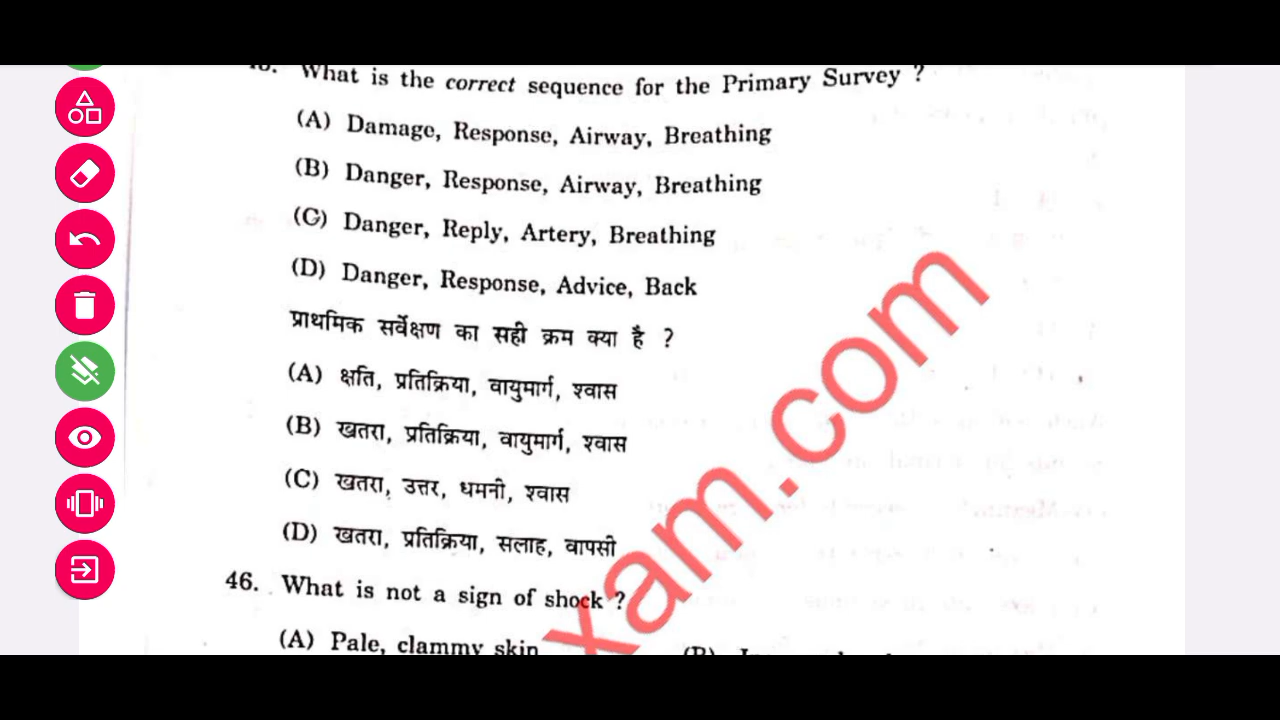 What is the correct sequence for the Primary Survey ?
(A) Damage, Response, Airway, Breathing
(B) Danger, Response, Airway, Breathing
(C) Danger, Reply, Artery, Breathing
(D) Danger, Response, Advice, Back
प्राथमिक सर्वेक्षण का सही क्रम क्या है ?
(A) क्षति, प्रतिक्रिया, वायुमार्ग, श्वास
(B) खतरा, प्रतिक्रिया, वायुमार्ग, श्वास
(C) खतरा, उत्तर, धमनी, श्वास
(D) खतरा, प्रतिक्रिया, सलाह, वापसी
46. What is not a sign of shock ?
(A) Pale, clammy skin
xam.com